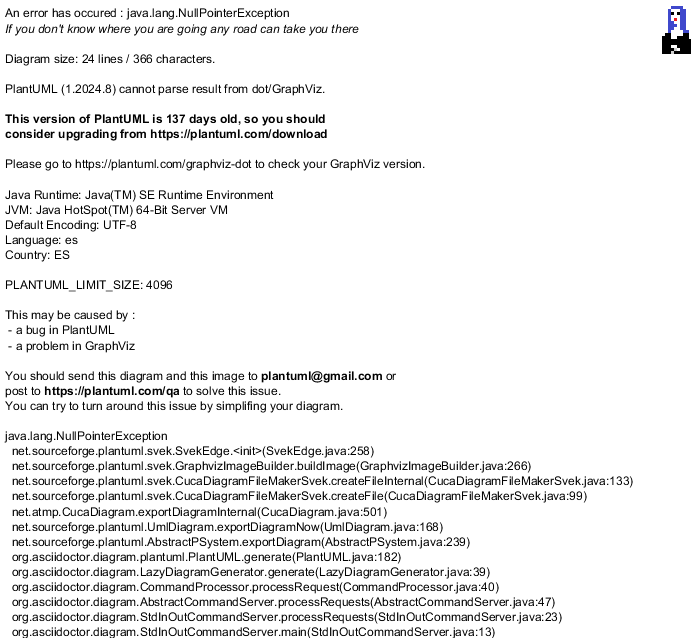 An error has occured : java.lang.NullPointerException
If you don't know where you are going any road can take you there
Diagram size: 24 lines / 366 characters.
PlantUML (1.2024.8) cannot parse result from dot/GraphViz.
This version of PlantUML is 137 days old, so you should
consider upgrading from https://plantuml.com/download
Please go to https://plantuml.com/graphviz-dot to check your GraphViz version.
Java Runtime: Java(TM) SE Runtime Environment
JVM: Java HotSpot(TM) 64-Bit Server VM
Default Encoding: UTF-8
Language: es
Country: ES
PLANTUML_LIMIT_SIZE: 4096
This may be caused by :
- a bug in PlantUML
- a problem in GraphViz
You should send this diagram and this image to plantuml@gmail.com or
post to https://plantuml.com/qa to solve this issue.
You can try to turn around this issue by simplifing your diagram.
java.lang.NullPointerException
net.sourceforge.plantuml.svek.SvekEdge.<init>(SvekEdge.java:258)
net.sourceforge.plantuml.svek.GraphvizImageBuilder.buildImage(GraphvizImageBuilder.java:266)
net.sourceforge.plantuml.svek.CucaDiagramFileMakerSvek.createFileInternal(CucaDiagramFileMakerSvek.java:133)
net.sourceforge.plantuml.svek.CucaDiagramFileMakerSvek.createFile(CucaDiagramFileMakerSvek.java:99)
net.atmp.CucaDiagram.exportDiagramInternal(CucaDiagram.java:501)
net.sourceforge.plantuml.UmlDiagram.exportDiagramNow(UmlDiagram.java:168)
net.sourceforge.plantuml.AbstractPSystem.exportDiagram(AbstractPSystem.java:239)
org.asciidoctor.diagram.plantuml.PlantUML.generate(PlantUML.java:182)
org.asciidoctor.diagram.LazyDiagramGenerator.generate(LazyDiagramGenerator.java:39)
org.asciidoctor.diagram.CommandProcessor.processRequest(CommandProcessor.java:40)
org.asciidoctor.diagram.AbstractCommandServer.processRequests(AbstractCommandServer.java:47)
org.asciidoctor.diagram.StdInOutCommandServer.processRequests(StdInOutCommandServer.java:23)
org.asciidoctor.diagram.StdInOutCommandServer.main(StdInOutCommandServer.java:13)